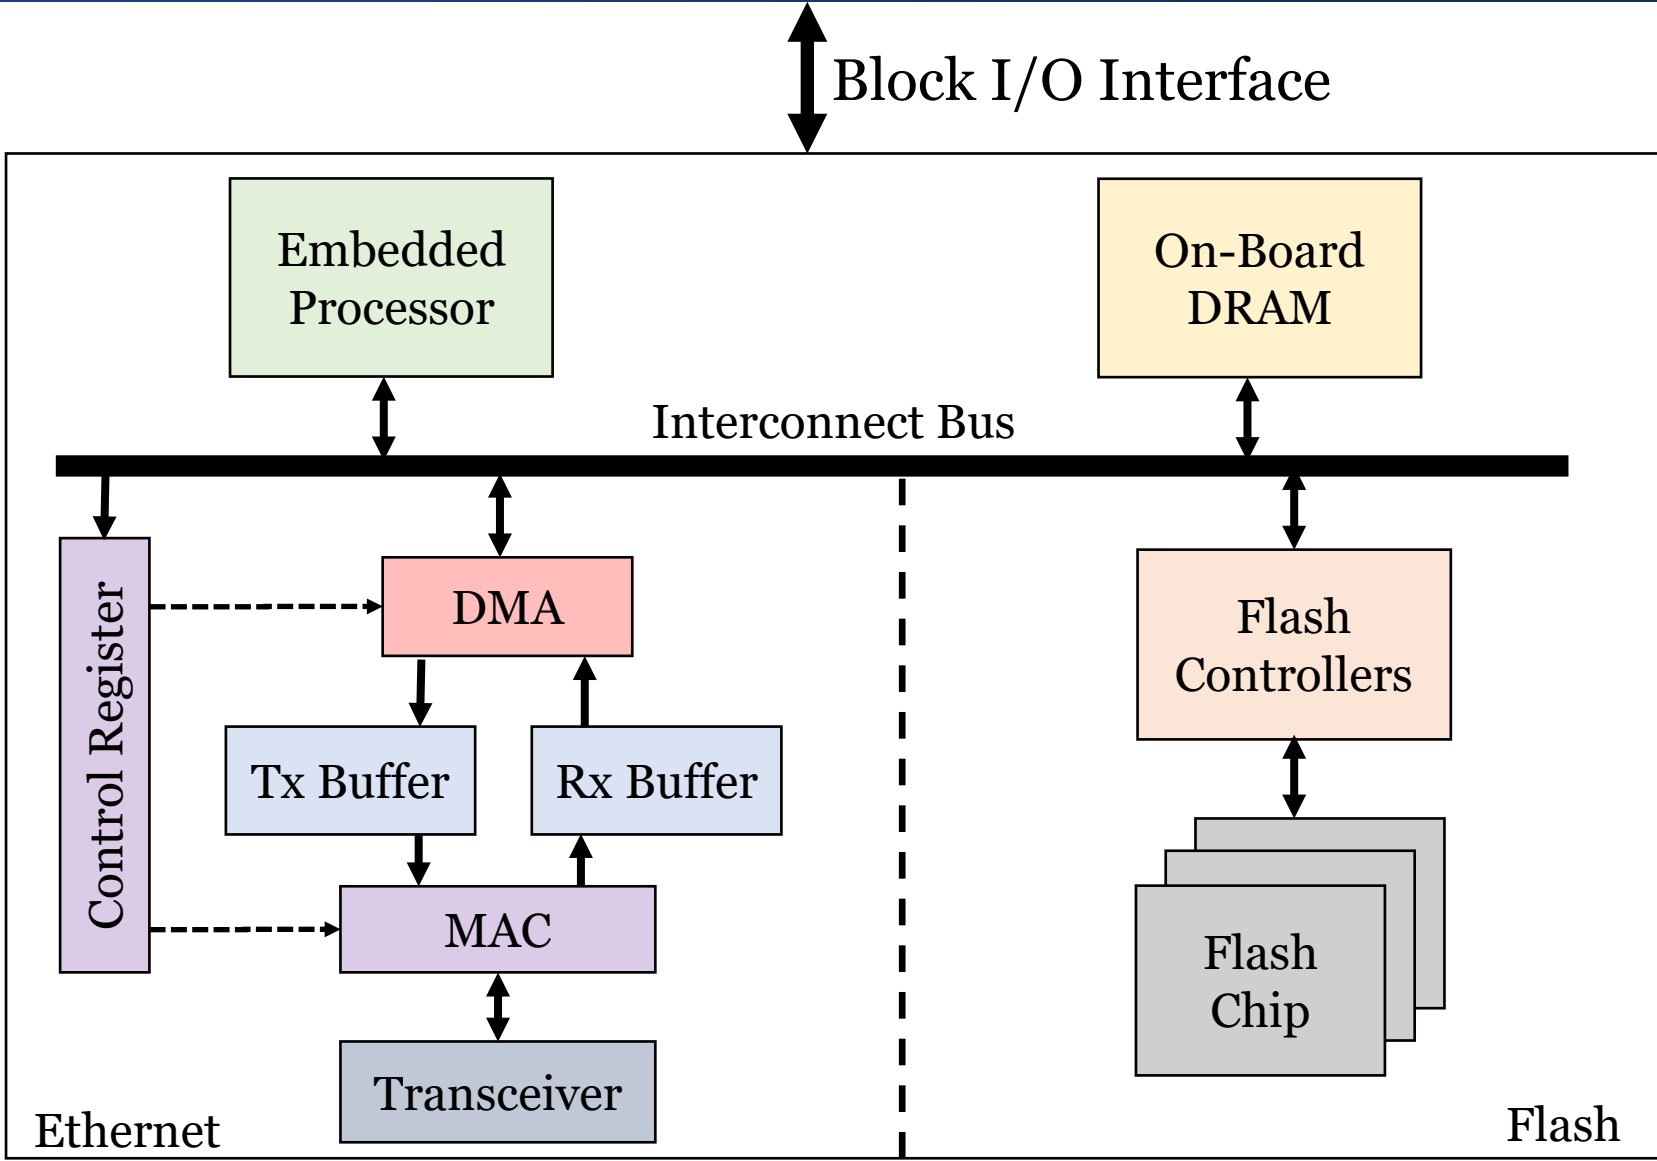 Block I/O Interface
Embedded
Processor
On-Board
DRAM
Interconnect Bus
Control Register
DMA
Flash
Controllers
Tx Buffer
Rx Buffer
MAC
Flash
Chip
Transceiver
Ethernet
Flash